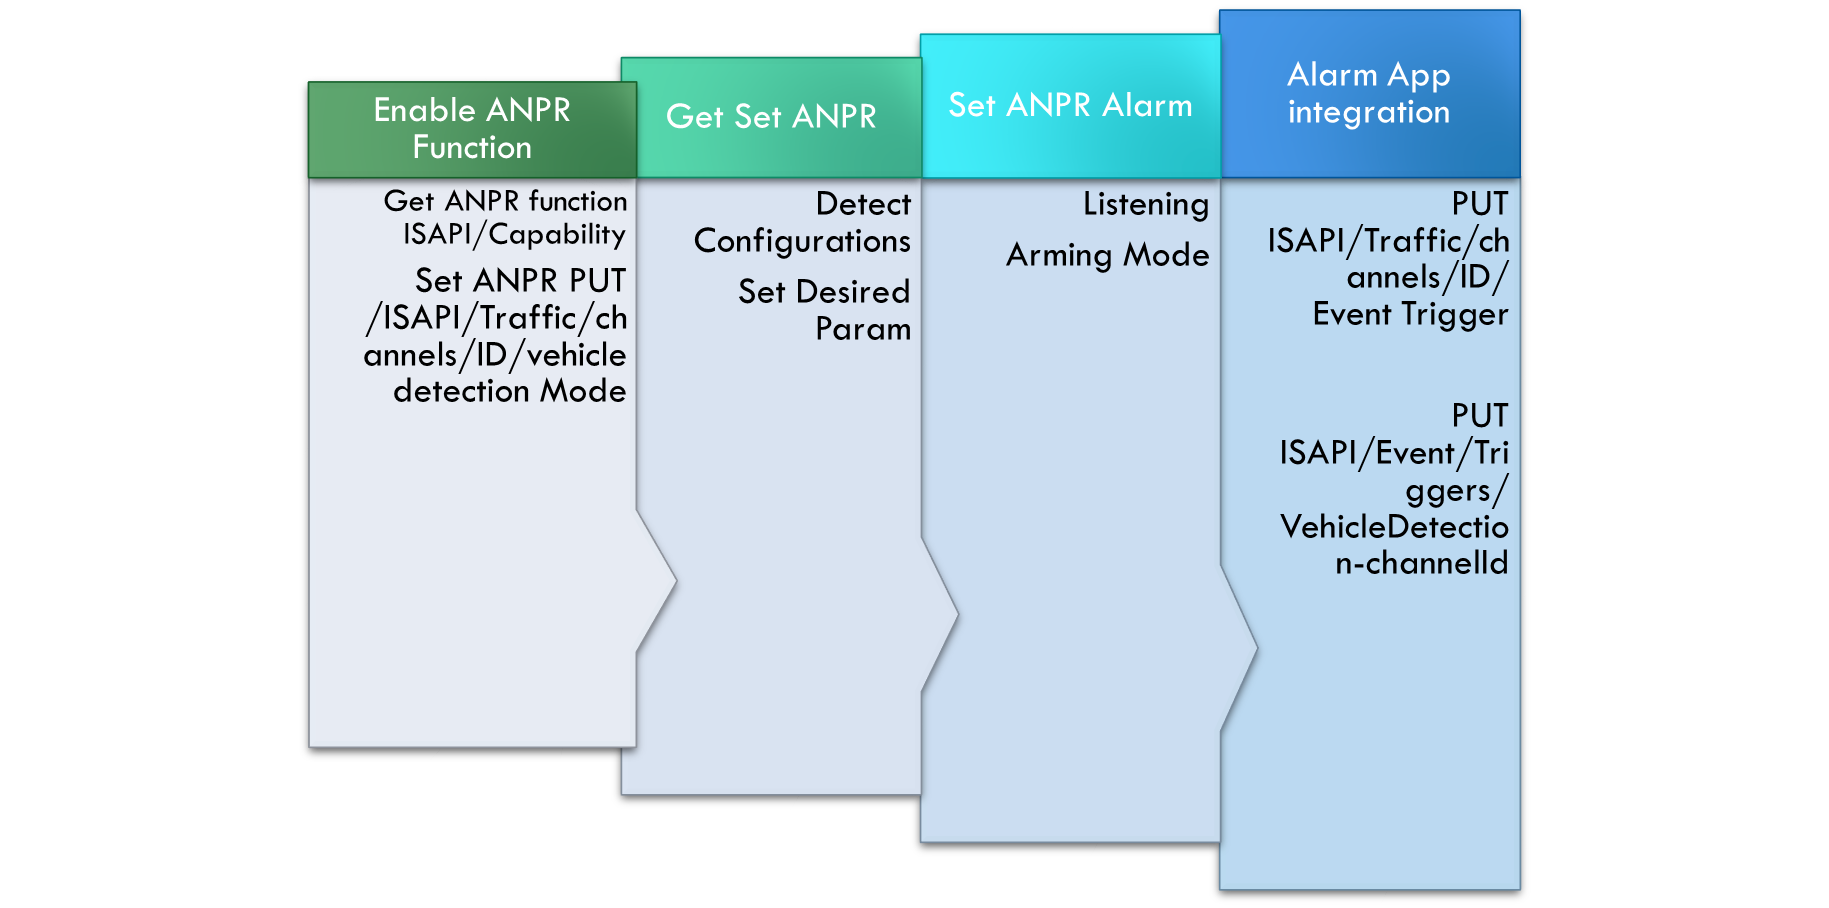 Enable ANPR
Function
Get ANPR function
ISAPI/Capability
Set ANPR PUT
/ISAPI/Traffic/ch
annels/ID/vehicle
detection Mode
Get Set ANPR
Detect
Configurations
Set Desired
Param
Set ANPR Alarm
Listening
Arming Mode
Alarm App
integration
PUT
ISAPI/Traffic/ch
annels/ID/
Event Trigger
PUT
ISAPI/Event/Tri
ggers/
VehicleDetectio
n-channelId